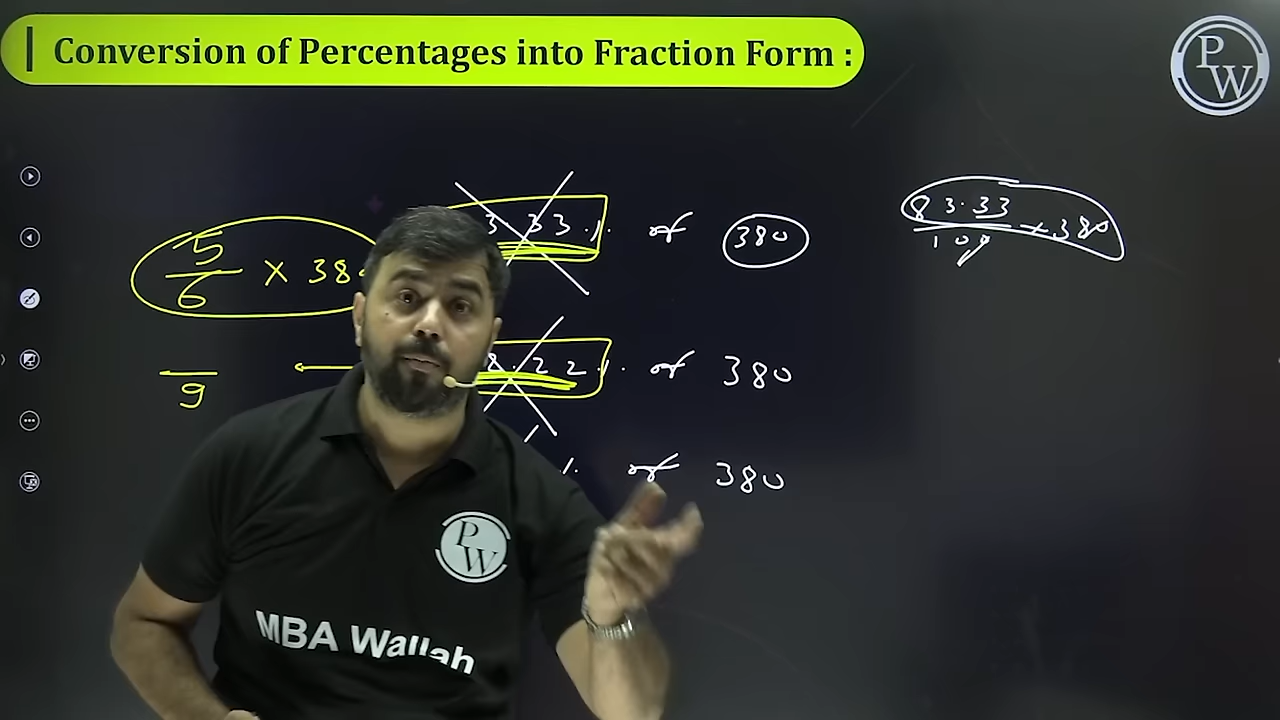 Conversion of Percentages into Fraction Form :
P
W
3.33% of 380
83.33
100
× 380
5
6
× 38
8.22% of 380
9
% of 380
P
W
MBA Wallah